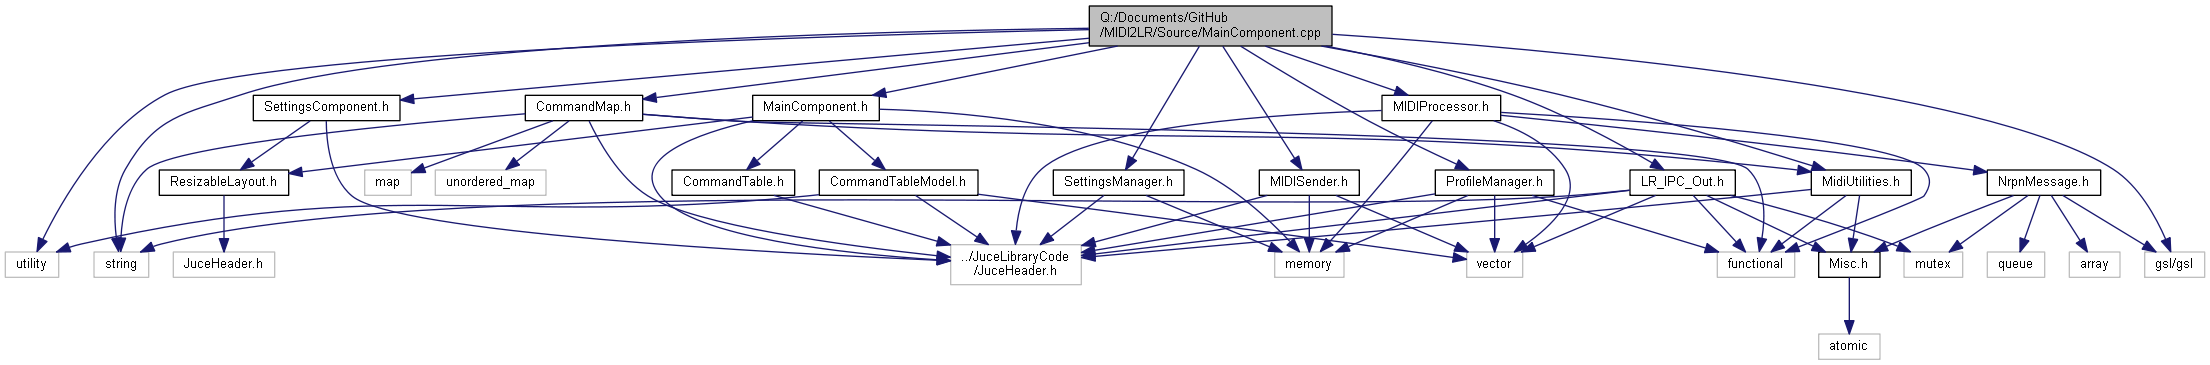 Q:/Documents/GitHub
/MIDI2LR/Source/MainComponent.cpp
SettingsComponent.h
CommandMap.h
MainComponent.h
MIDIProcessor.h
ResizableLayout.h
map
unordered_map
CommandTable.h
CommandTableModel.h
SettingsManager.h
MIDISender.h
ProfileManager.h
LR_IPC_Out.h
MidiUtilities.h
NrpnMessage.h
utility
string
JuceHeader.h
../JuceLibraryCode
/JuceHeader.h
memory
vector
functional
Misc.h
mutex
queue
array
gsl/gsl
atomic